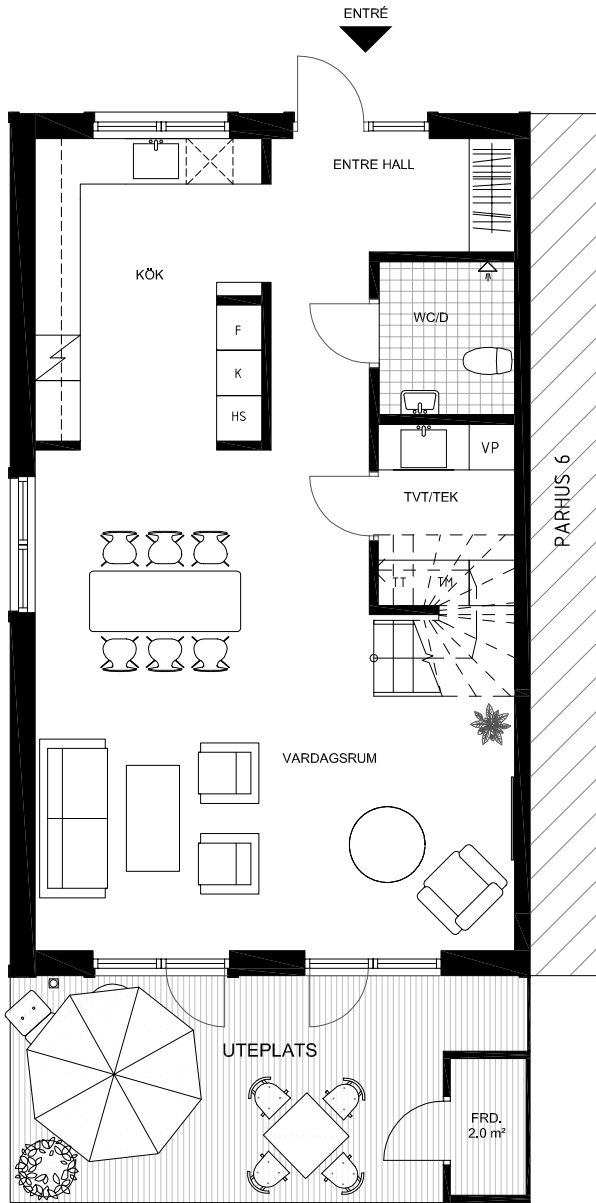 ENTRÉ
ENTRE HALL
KÖK
WC/D
F
K
HS
VP
TVT/TEK
PARHUS 6
TT
TM
VARDAGSRUM
UTEPLATS
FRD.
2.0 m²